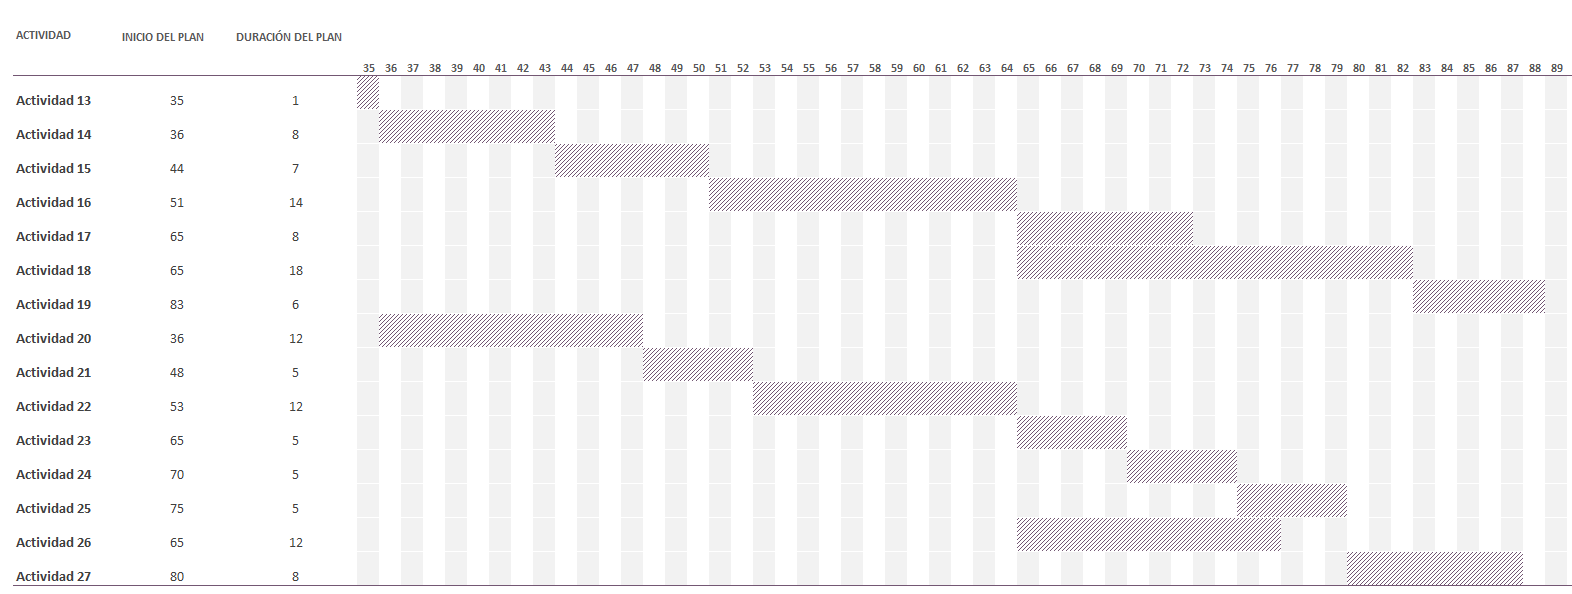 ACTIVIDAD INICIO DEL PLAN DURACIÓN DEL PLAN
35 36 37 38 39 40 41 42 43 44 45 46 47 48 49 50 51 52 53 54 55 56 57 58 59 60 61 62 63 64 65 66 67 68 69 70 71 72 73 74 75 76 77 78 79 80 81 82 83 84 85 86 87 88 89
Actividad 13 35 1
Actividad 14 36 8
Actividad 15 44 7
Actividad 16 51 14
Actividad 17 65 8
Actividad 18 65 18
Actividad 19 83 6
Actividad 20 36 12
Actividad 21 48 5
Actividad 22 53 12
Actividad 23 65 5
Actividad 24 70 5
Actividad 25 75 5
Actividad 26 65 12
Actividad 27 80 8